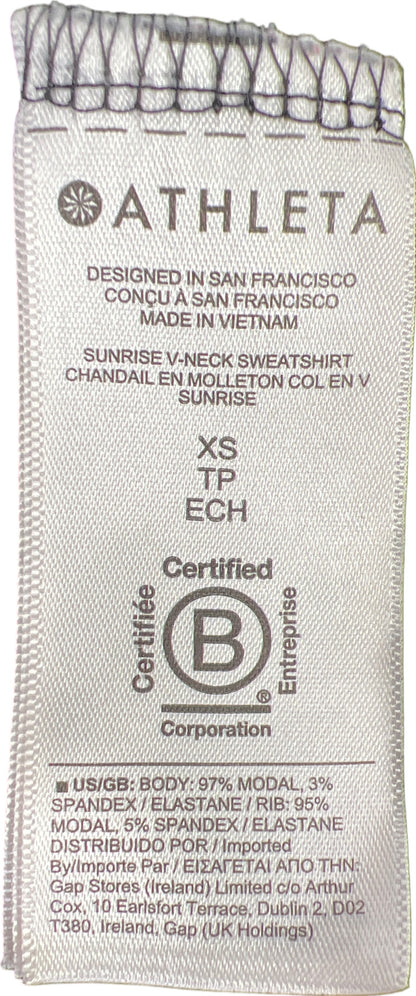 ATHLETA
DESIGNED IN SAN FRANCISCO
CONÇU À SAN FRANCISCO
MADE IN VIETNAM
SUNRISE V-NECK SWEATSHIRT
CHANDAIL EN MOLLETON COL EN V
SUNRISE
XS
TP
ECH
Certified
Certifiée
B
Entreprise
®
Corporation
US/GB: BODY: 97% MODAL, 3%
SPANDEX / ELASTANE / RIB: 95%
MODAL, 5% SPANDEX / ELASTANE
DISTRIBUIDO POR / Imported
By/Importe Par / ΕΙΣΑΓΕΤΑΙ ΑΠΟ ΤΗΝ:
Gap Stores (Ireland) Limited c/o Arthur
Cox, 10 Earlsfort Terrace, Dublin 2, D02
T380, Ireland, Gap (UK Holdings)